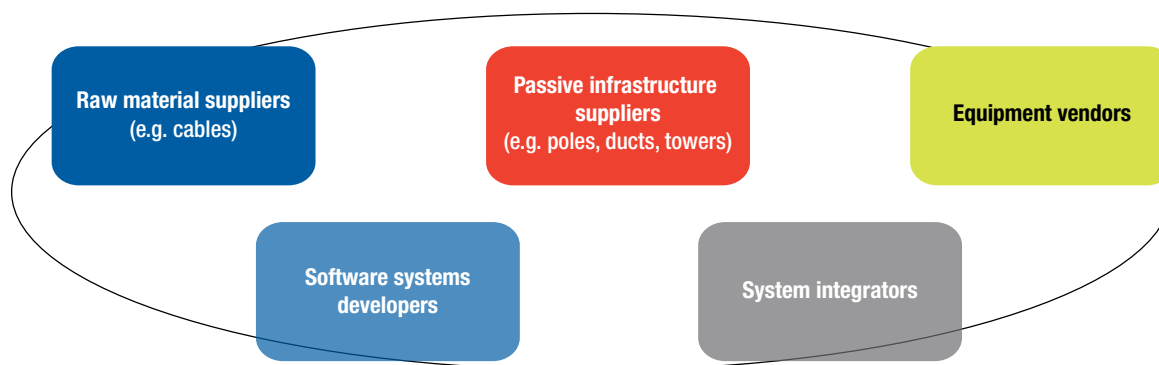 Raw material suppliers
(e.g. cables)
Passive infrastructure
suppliers
(e.g. poles, ducts, towers)
Equipment vendors
Software systems
developers
System integrators